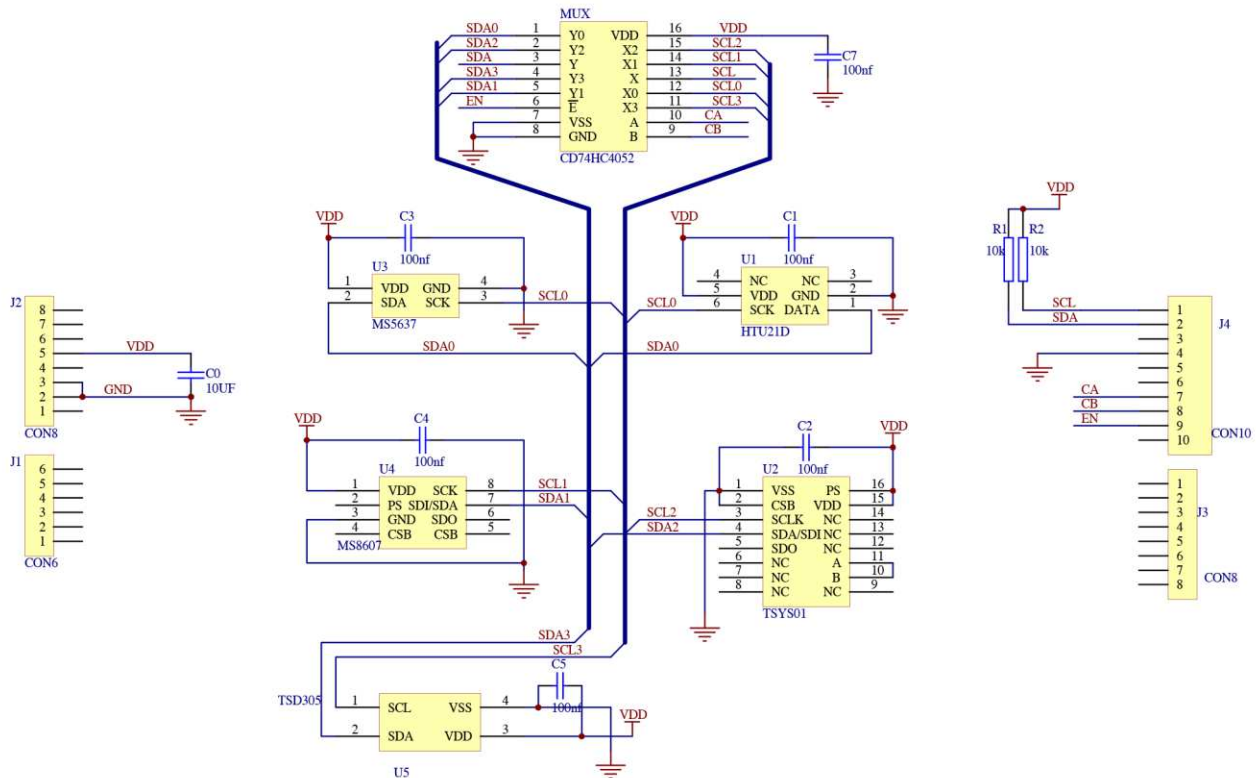 MUX
SDA0 1 Y0 VDD 16 VDD
SDA2 2 Y2 X2 15 SCL2
SDA 3 Y X1 14 SCL1
SDA3 4 Y3 X 13 SCL
SDA1 5 Y1 X0 12 SCL0
EN 6 E X3 11 SCL3
7 VSS A 10 CA
8 GND B 9 CB
CD74HC4052
C7
100nf
VDD
C3
100nf
U3
1 VDD GND 4
2 SDA SCK 3
MS5637
SCL0
SDA0
VDD
C1
100nf
U1
4 NC NC 3
5 VDD GND 2
6 SCK DATA 1
HTU21D
SCL0
SDA0
VDD
R1 R2
10k 10k
SCL
SDA
CA
CB
EN
J4
1
2
3
4
5
6
7
8
9
10
CON10
J2
8
7
6
5
4
3
2
1
CON8
VDD
GND
C0
10UF
J1
6
5
4
3
2
1
CON6
VDD
C4
100nf
U4
1 VDD SCK 8
2 PS SDI/SDA 7
3 GND SDO 6
4 CSB CSB 5
MS8607
SCL1
SDA1
VDD
C2
100nf
U2
1 VSS PS 16
2 CSB VDD 15
3 SCLK NC 14
4 SDA/SDI NC 13
5 SDO NC 12
6 NC A 11
7 NC B 10
8 NC NC 9
TSYS01
SCL2
SDA2
J3
1
2
3
4
5
6
7
8
CON8
SDA3
SCL3
C5
100nf
TSD305
1 SCL VSS 4
2 SDA VDD 3
VDD
U5